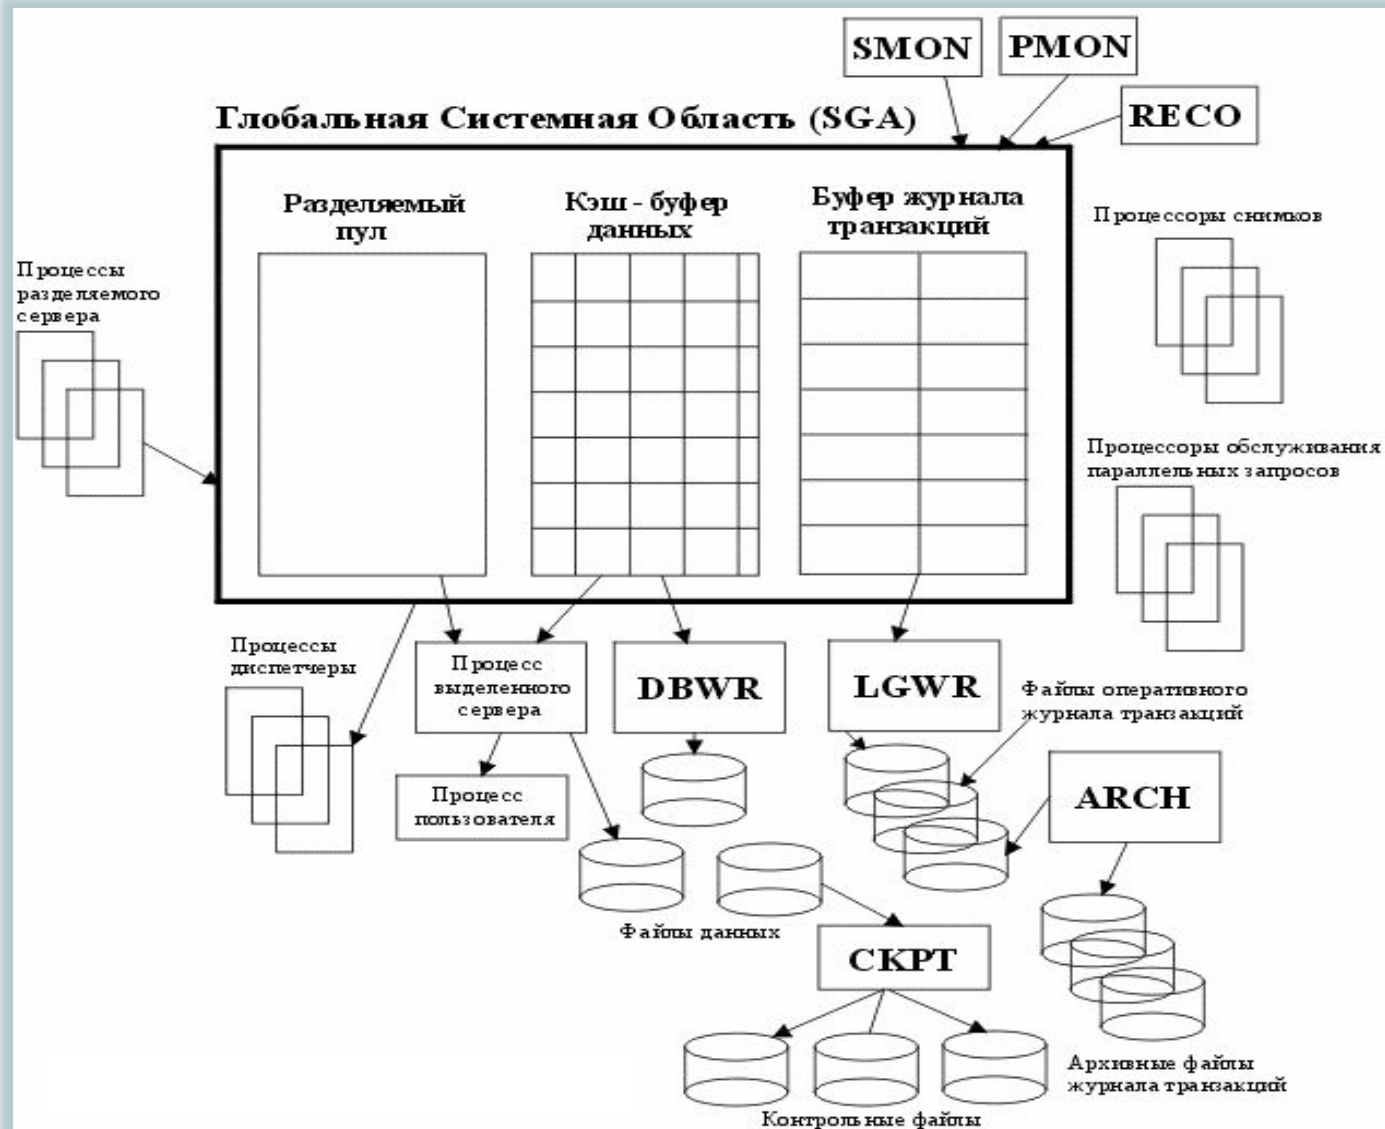 SMON
PMON
RECO
Глобальная Системная Область (SGA)
Разделяемый
пул
Кэш - буфер
данных
Буфер журнала
транзакций
Процессоры снимков
Процессы
разделяемого
сервера
Процессоры обслуживания
параллельных запросов
Процессы
диспетчеры
Процесс
выделенного
сервера
DBWR
LGWR
Файлы оперативного
журнала транзакций
Процесс
пользователя
ARCH
Файлы данных
CKPT
Архивные файлы
журнала транзакций
Контрольные файлы